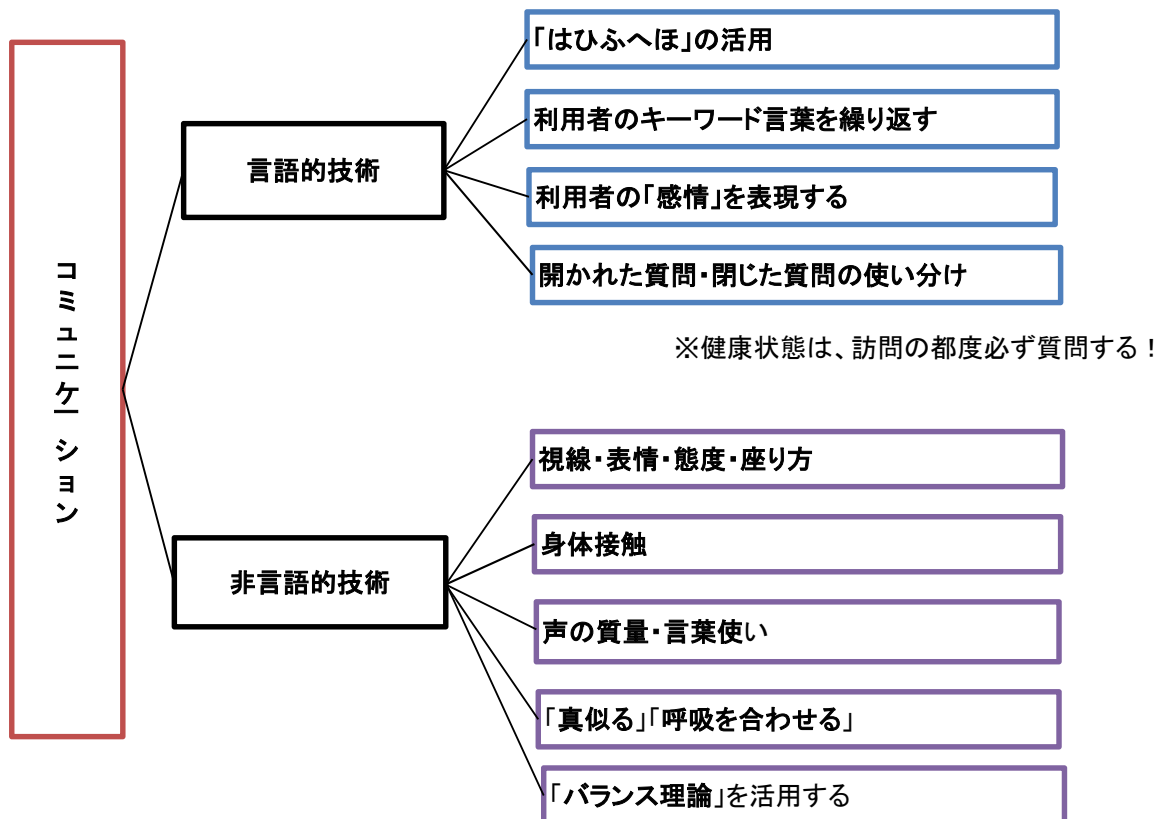 コミュニケーション
言語的技術
「はひふへほ」の活用
利用者のキーワード言葉を繰り返す
利用者の「感情」を表現する
開かれた質問・閉じた質問の使い分け
※健康状態は、訪問の都度必ず質問する!
非言語的技術
視線・表情・態度・座り方
身体接触
声の質量・言葉使い
「真似る」「呼吸を合わせる」
「バランス理論」を活用する